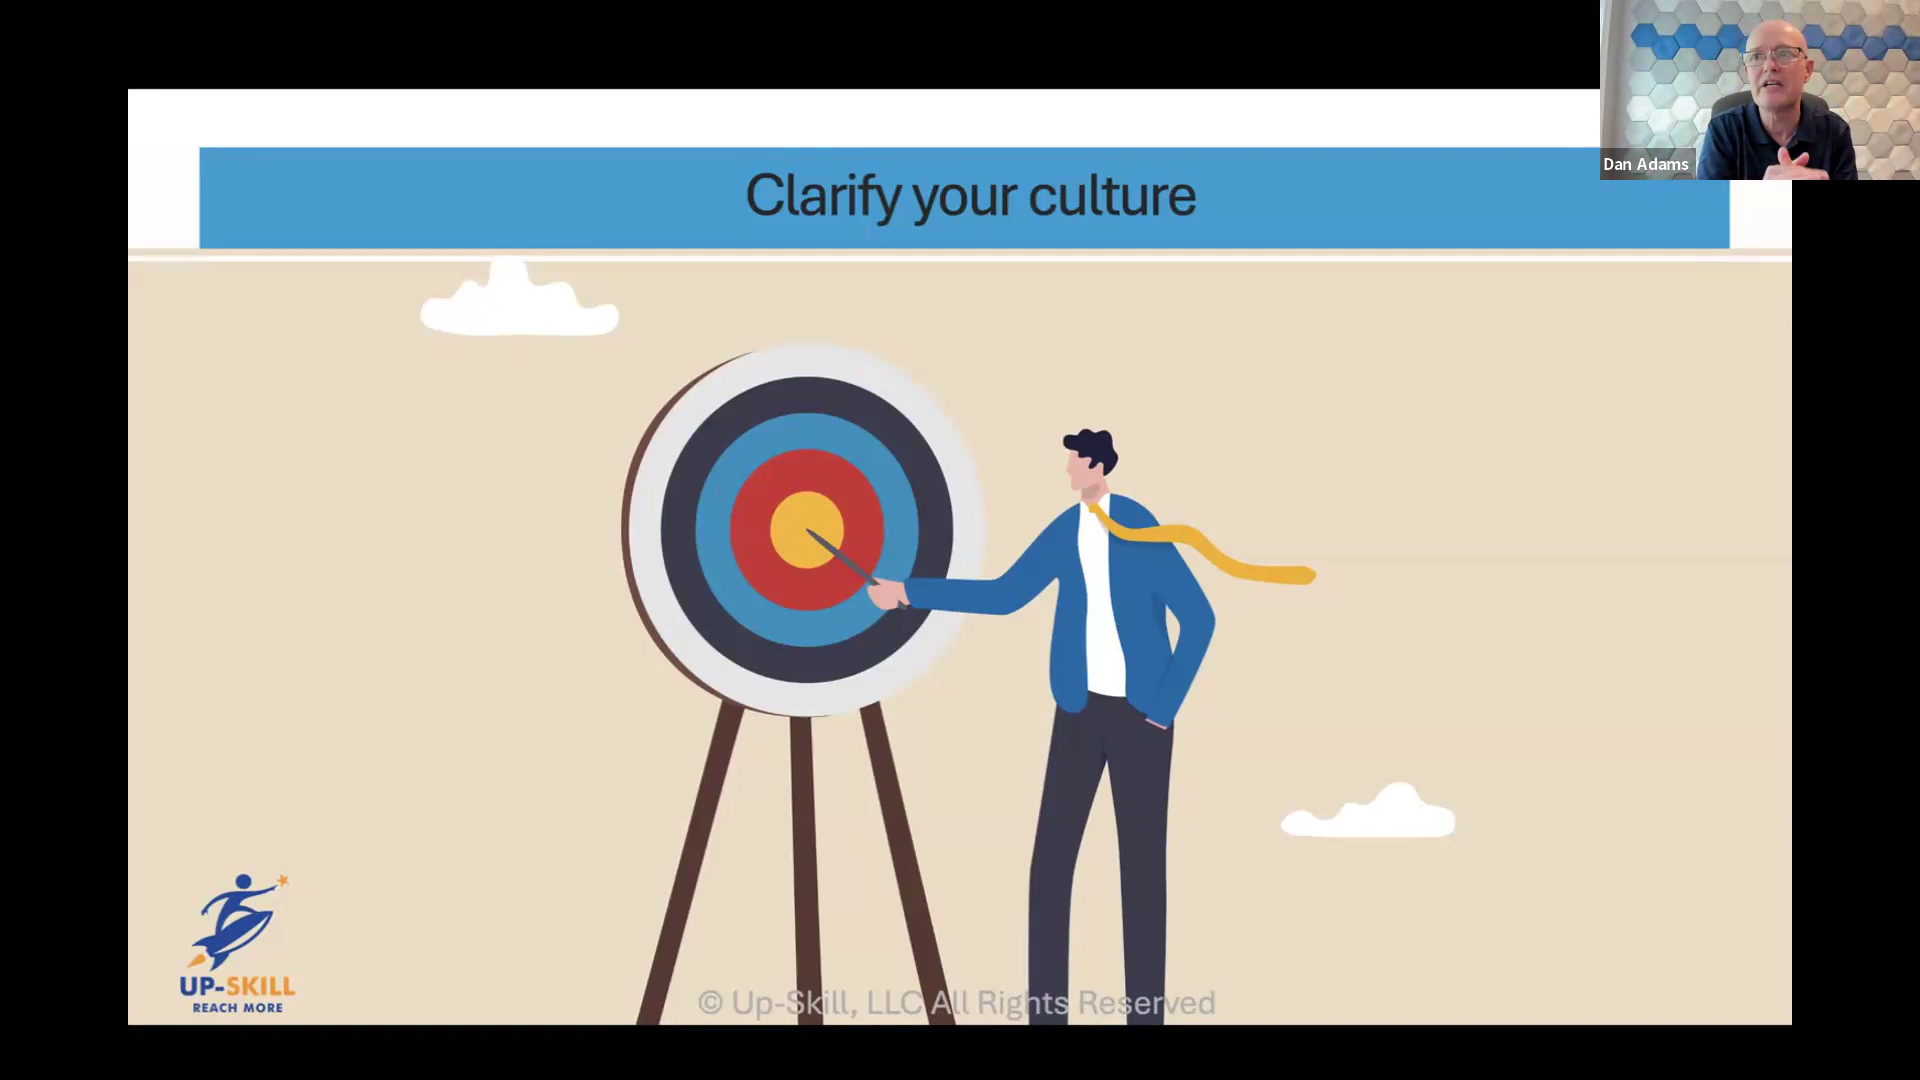 Dan Adams
Clarify your culture
UP-SKILL
REACH MORE
© Up-Skill, LLC All Rights Reserved